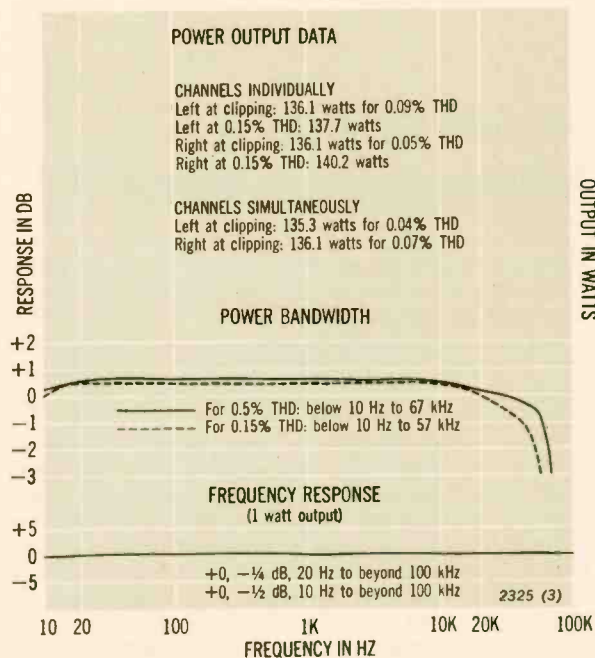 POWER OUTPUT DATA
CHANNELS INDIVIDUALLY
Left at clipping: 136.1 watts for 0.09% THD
Left at 0.15% THD: 137.7 watts
Right at clipping: 136.1 watts for 0.05% THD
Right at 0.15% THD: 140.2 watts
CHANNELS SIMULTANEOUSLY
Left at clipping: 135.3 watts for 0.04% THD
Right at clipping: 136.1 watts for 0.07% THD
RESPONSE IN DB
OUTPUT IN WATTS
POWER BANDWIDTH
+2
+1
0
−1
−2
−3
For 0.5% THD: below 10 Hz to 67 kHz
For 0.15% THD: below 10 Hz to 57 kHz
FREQUENCY RESPONSE
(1 watt output)
+5
0
−5
+0, −¼ dB, 20 Hz to beyond 100 kHz
+0, −½ dB, 10 Hz to beyond 100 kHz
2325 (3)
10 20 100 1K 10K 20K 100K
FREQUENCY IN HZ